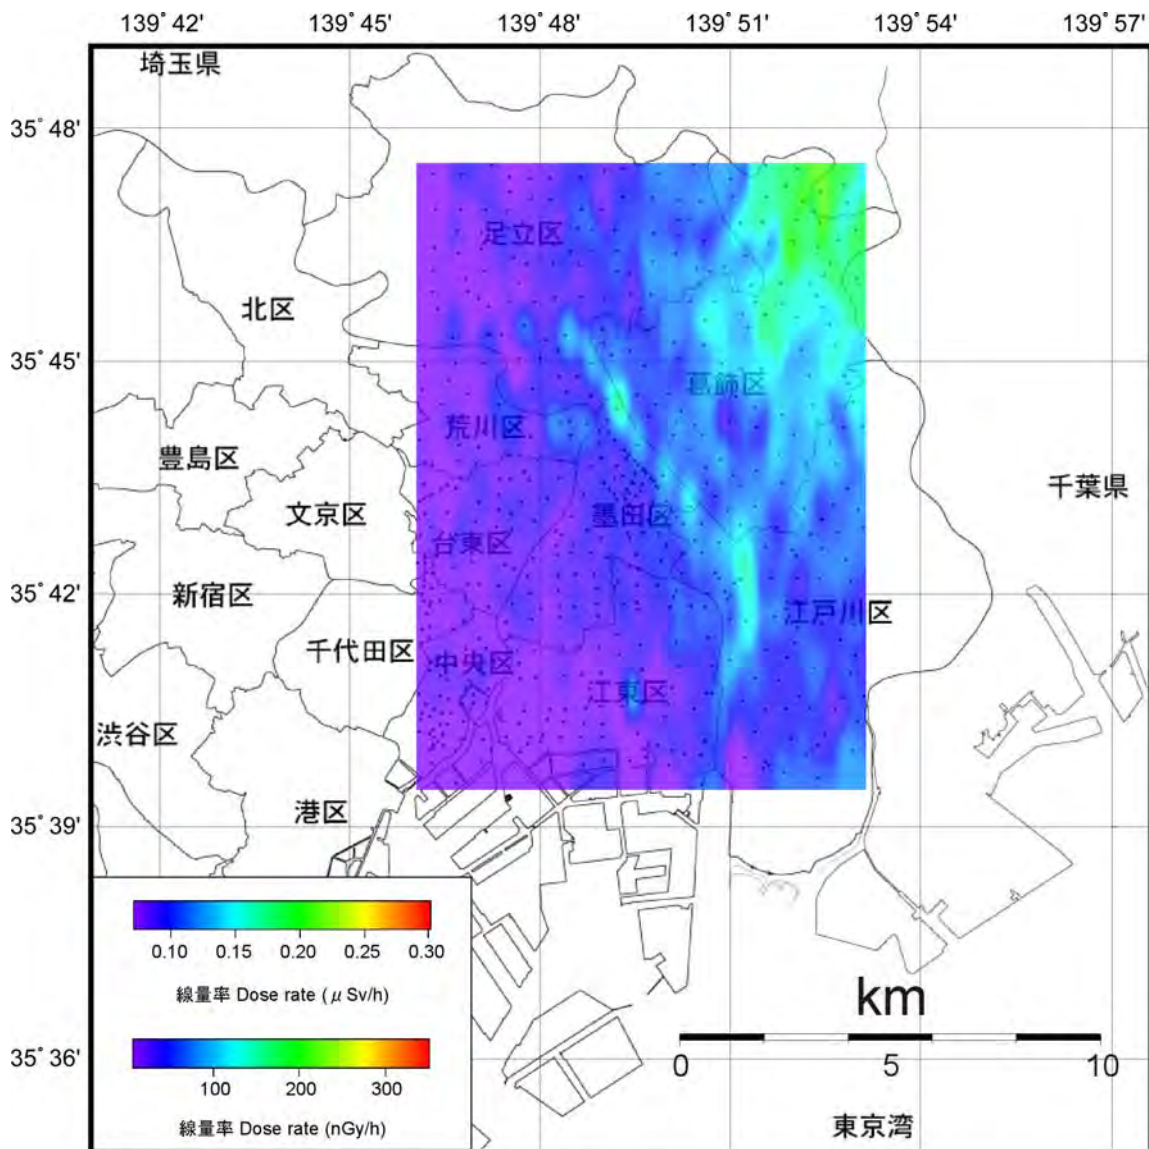 139° 42' 139° 45' 139° 48' 139° 51' 139° 54' 139° 57'
埼玉県
35° 48'
足立区
北区
35° 45'
葛飾区
荒川区
豊島区
千葉県
文京区
墨田区
台東区
35° 42'
新宿区
江戸川区
千代田区
中央区
江東区
渋谷区
港区
35° 39'
0.10 0.15 0.20 0.25 0.30
線量率 Dose rate ( μ Sv/h)
km
0 5 10
35° 36'
100 200 300
線量率 Dose rate (nGy/h)
東京湾